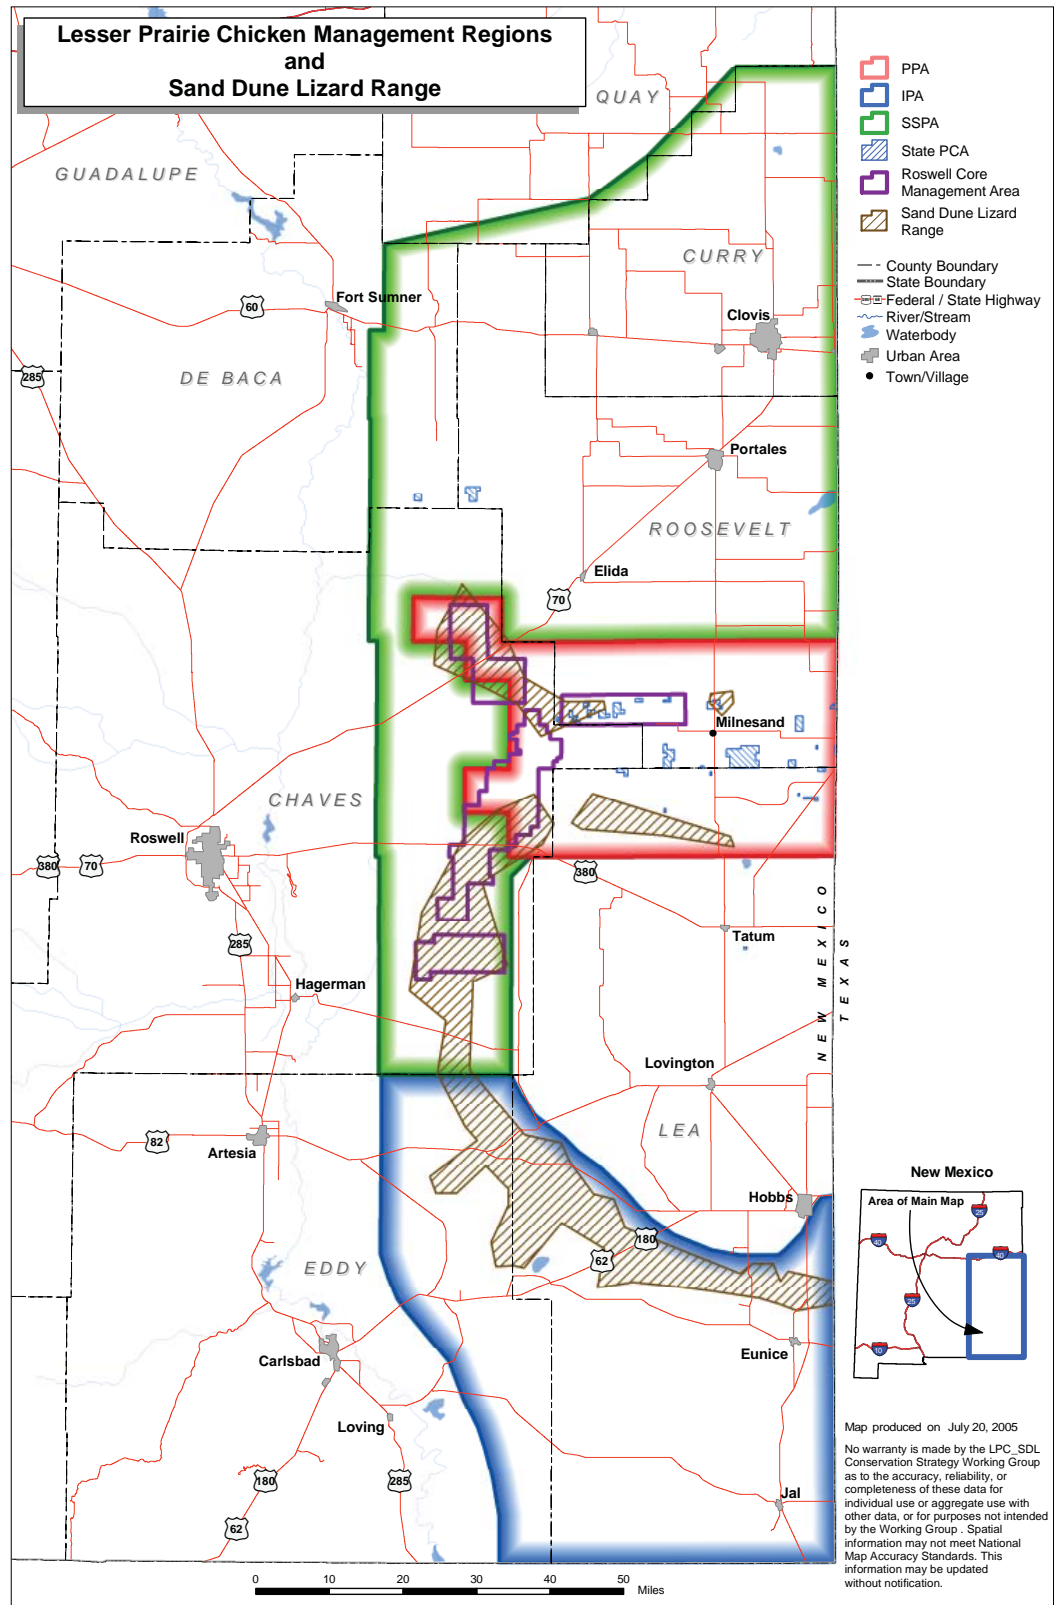 Lesser Prairie Chicken Management Regions
and
Sand Dune Lizard Range
PPA
IPA
SSPA
State PCA
Roswell Core
Management Area
Sand Dune Lizard
Range
County Boundary
State Boundary
Federal / State Highway
River/Stream
Waterbody
Urban Area
Town/Village
QUAY
GUADALUPE
CURRY
Fort Sumner
60
Clovis
285
DE BACA
Portales
ROOSEVELT
Elida
70
Milnesand
CHAVES
Roswell
380
70
380
NEW MEXICO
TEXAS
285
Tatum
Hagerman
Lovington
LEA
82
Artesia
Hobbs
180
62
EDDY
Eunice
Carlsbad
Loving
180
285
Jal
62
New Mexico
Area of Main Map
25
40
40
25
10
Map produced on July 20, 2005
No warranty is made by the LPC_SDL
Conservation Strategy Working Group
as to the accuracy, reliability, or
completeness of these data for
individual use or aggregate use with
other data, or for purposes not intended
by the Working Group . Spatial
information may not meet National
Map Accuracy Standards. This
information may be updated
without notification.
0 10 20 30 40 50
Miles